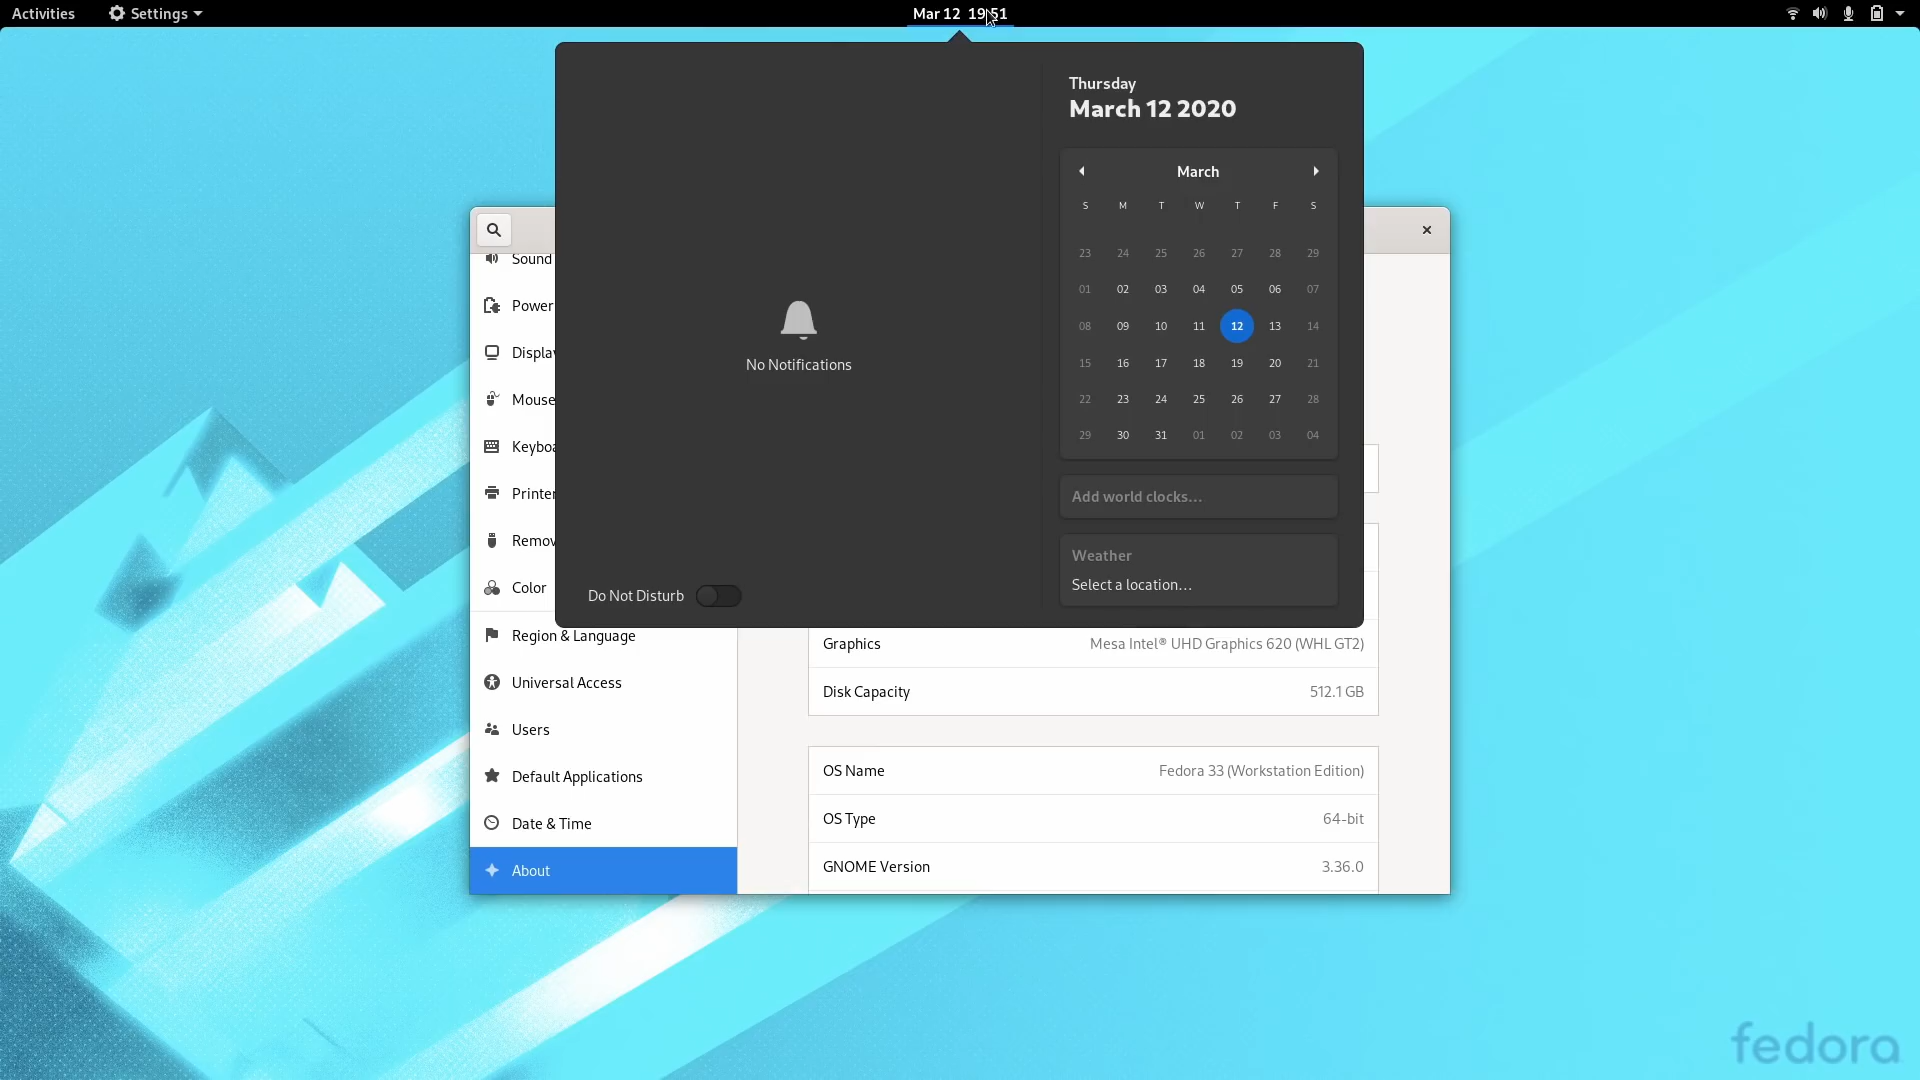 Activities
Settings
Mar 12 19:51
Thursday
March 12 2020
March
S M T W T F S
23 24 25 26 27 28 29
01 02 03 04 05 06 07
08 09 10 11 12 13 14
15 16 17 18 19 20 21
22 23 24 25 26 27 28
29 30 31 01 02 03 04
No Notifications
Do Not Disturb
Add world clocks...
Weather
Select a location...
Sound
Power
Displa
Mouse
Keyboa
Printer
Remov
Color
Region & Language
Universal Access
Users
Default Applications
Date & Time
About
Graphics Mesa Intel® UHD Graphics 620 (WHL GT2)
Disk Capacity 512.1 GB
OS Name Fedora 33 (Workstation Edition)
OS Type 64-bit
GNOME Version 3.36.0
fedora